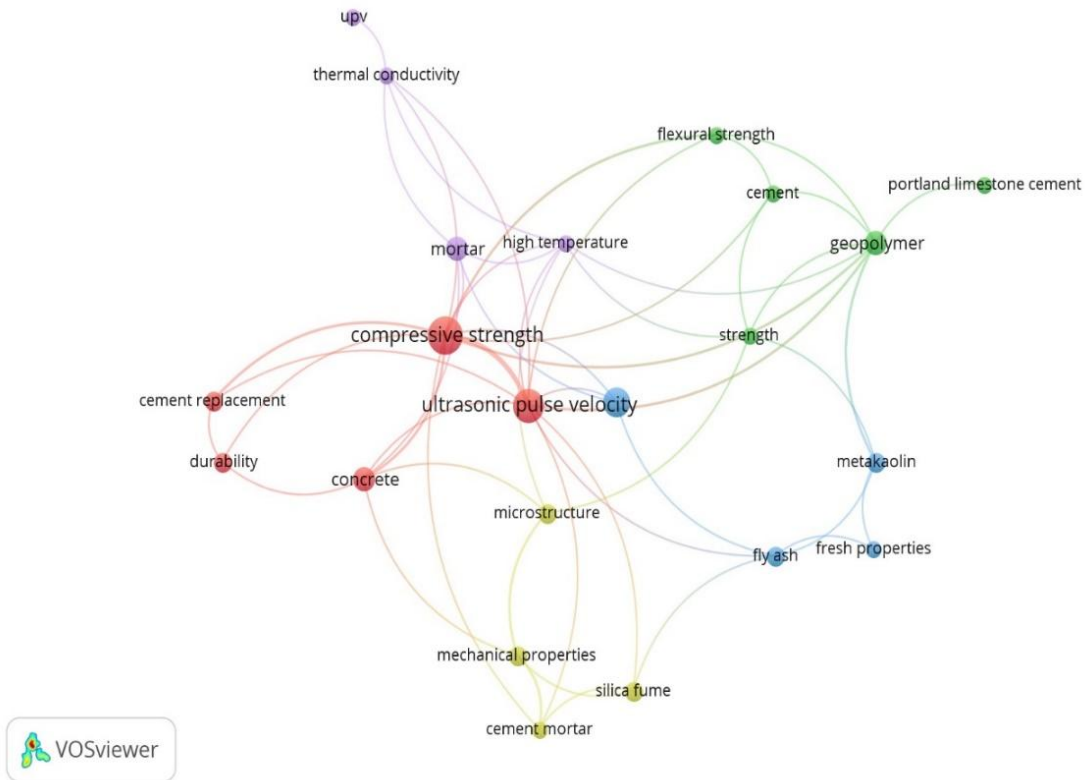 upv
thermal conductivity
flexural strength
portland limestone cement
cement
mortar
high temperature
geopolymer
compressive strength
strength
cement replacement
ultrasonic pulse velocity
durability
metakaolin
concrete
microstructure
fly ash
fresh properties
mechanical properties
silica fume
cement mortar
VOSviewer